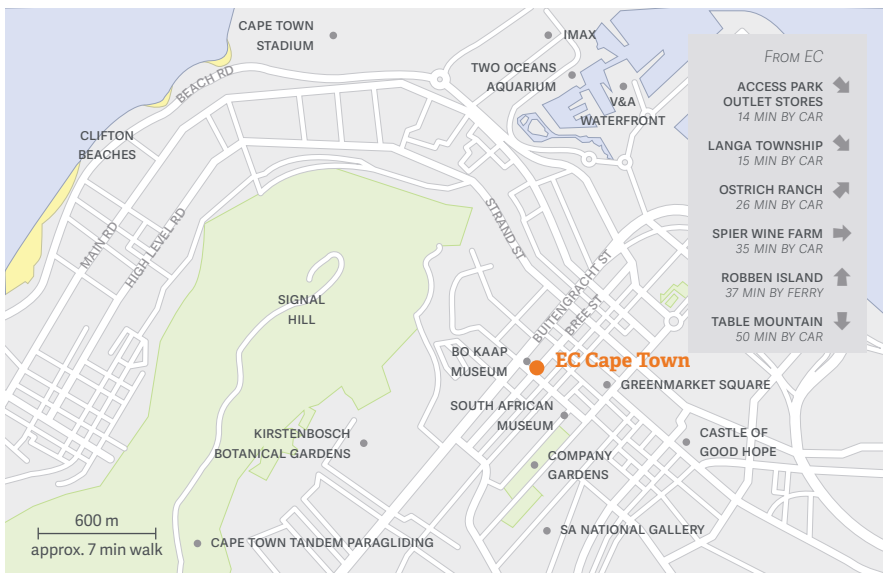 CAPE TOWN
STADIUM
IMAX
TWO OCEANS
AQUARIUM
V&A
WATERFRONT
BEACH RD
CLIFTON
BEACHES
MAIN RD
HIGH LEVEL RD
STRAND ST
BUITENGRACHT ST
BREE ST
SIGNAL
HILL
BO KAAP
MUSEUM
EC Cape Town
GREENMARKET SQUARE
SOUTH AFRICAN
MUSEUM
KIRSTENBOSCH
BOTANICAL GARDENS
COMPANY
GARDENS
CASTLE OF
GOOD HOPE
SA NATIONAL GALLERY
CAPE TOWN TANDEM PARAGLIDING
600 m
approx. 7 min walk
FROM EC
ACCESS PARK
OUTLET STORES
14 MIN BY CAR
LANGA TOWNSHIP
15 MIN BY CAR
OSTRICH RANCH
26 MIN BY CAR
SPIER WINE FARM
35 MIN BY CAR
ROBBEN ISLAND
37 MIN BY FERRY
TABLE MOUNTAIN
50 MIN BY CAR